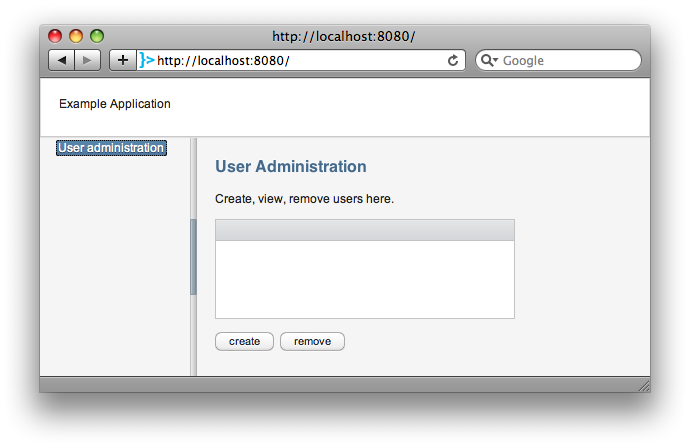 http://localhost:8080/
}> http://localhost:8080/
Google
Example Application
User administration
User Administration
Create, view, remove users here.
create
remove